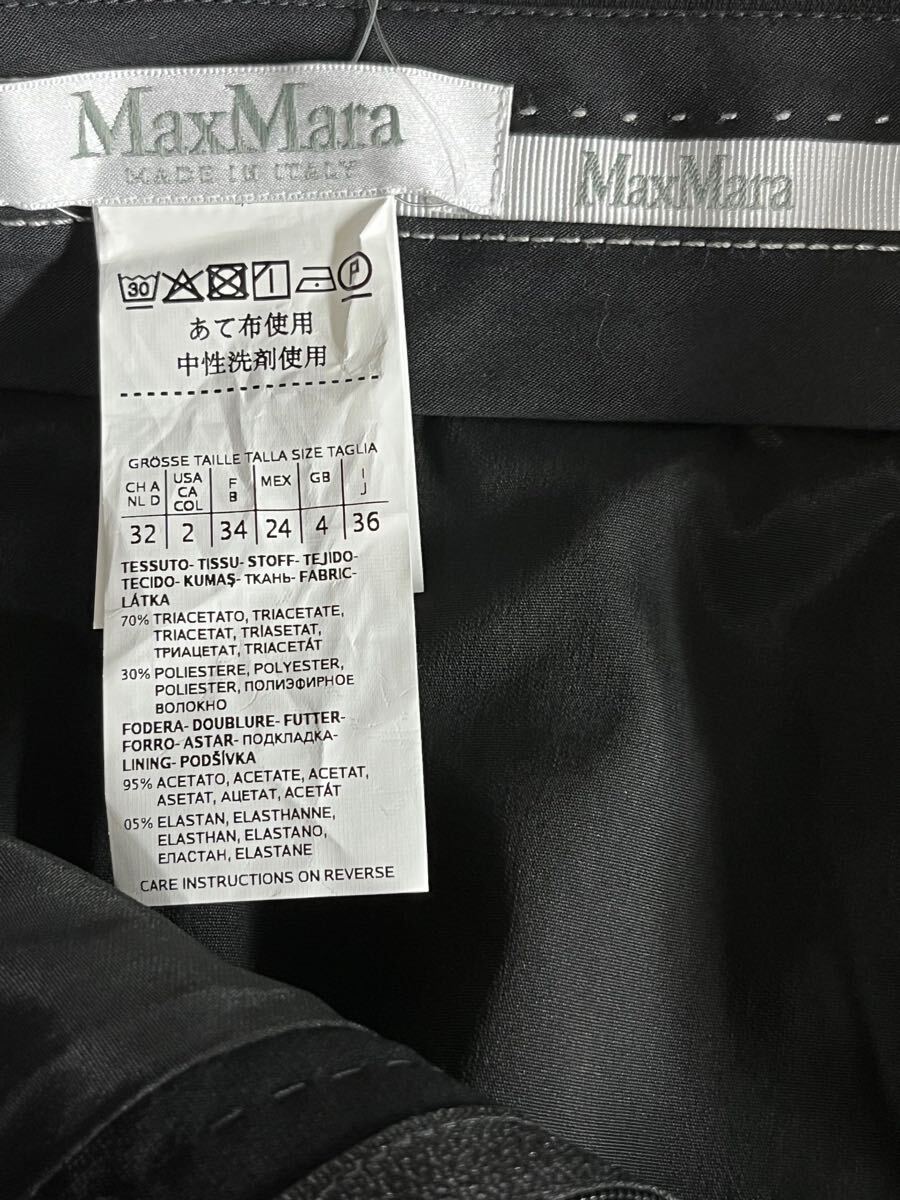 MaxMara
MADE IN ITALY
MaxMara
30 P
あて布使用
中性洗剤使用
GRÖSSE TAILLE TALLA SIZE TAGLIA
CH A NL D USA CA COL F B MEX GB I J
32 2 34 24 4 36
TESSUTO- TISSU- STOFF- TEJIDO-
TECIDO- KUMAŞ- ТКАНЬ- FABRIC-
LÁTKA
70% TRIACETATO, TRIACETATE,
TRIACETAT, TRİASETAT,
ТРИАЦЕТАТ, TRIACETÁT
30% POLIESTERE, POLYESTER,
POLIESTER, ПОЛИЭФИРНОЕ
ВОЛОКНО
FODERA- DOUBLURE- FUTTER-
FORRO- ASTAR- ПОДКЛАДКА-
LINING- PODŠÍVKA
95% ACETATO, ACETATE, ACETAT,
ASETAT, АЦЕТАТ, ACETÁT
05% ELASTAN, ELASTHANNE,
ELASTHAN, ELASTANO,
ЕПАСТАН, ELASTANE
CARE INSTRUCTIONS ON REVERSE